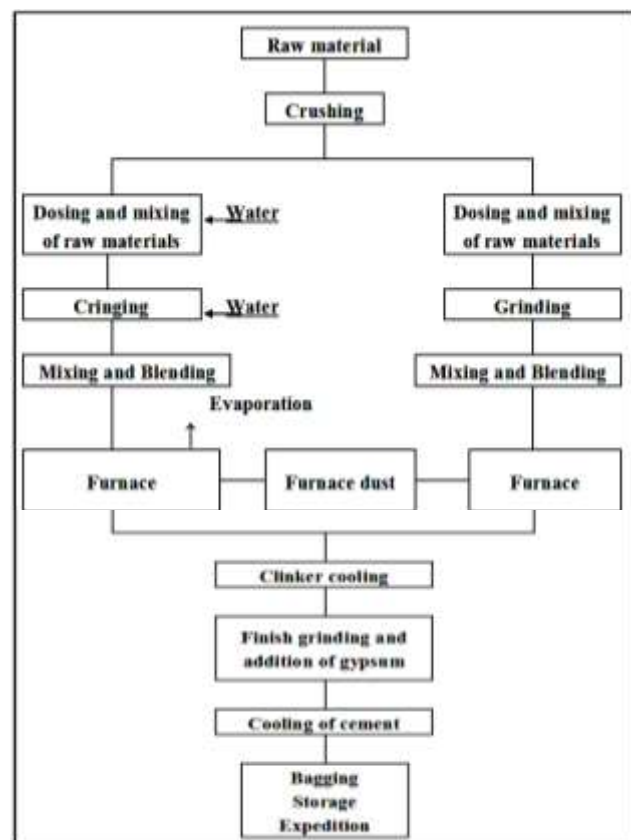 Raw material
Crushing
Dosing and mixing
of raw materials
Water
Dosing and mixing
of raw materials
Cringing
Water
Grinding
Mixing and Blending
Mixing and Blending
Evaporation
Furnace
Furnace dust
Furnace
Clinker cooling
Finish grinding and
addition of gypsum
Cooling of cement
Bagging
Storage
Expedition